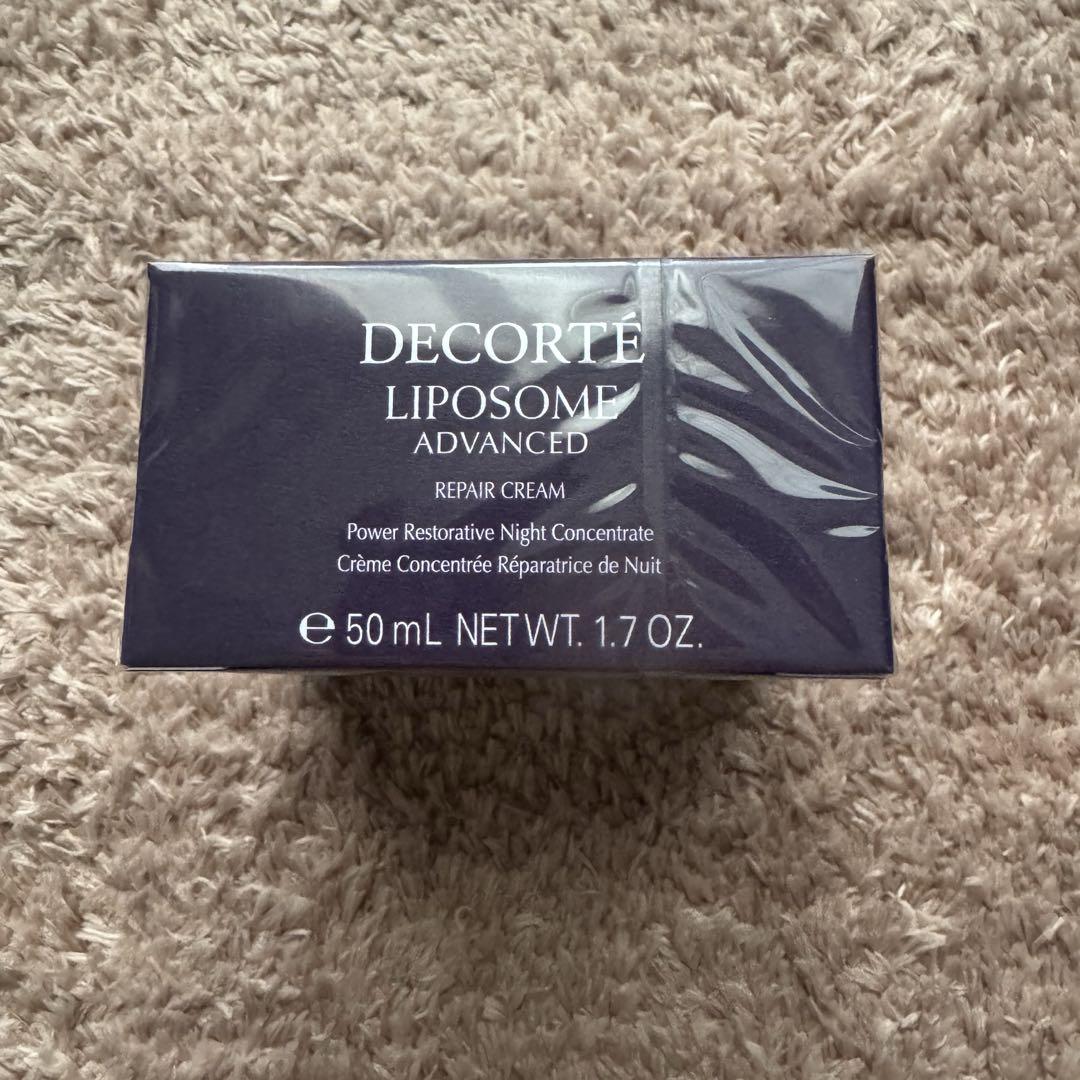 DECORTÉ
LIPOSOME
ADVANCED
REPAIR CREAM
Power Restorative Night Concentrate
Crème Concentrée Réparatrice de Nuit
℮ 50 mL NET WT. 1.7 OZ.